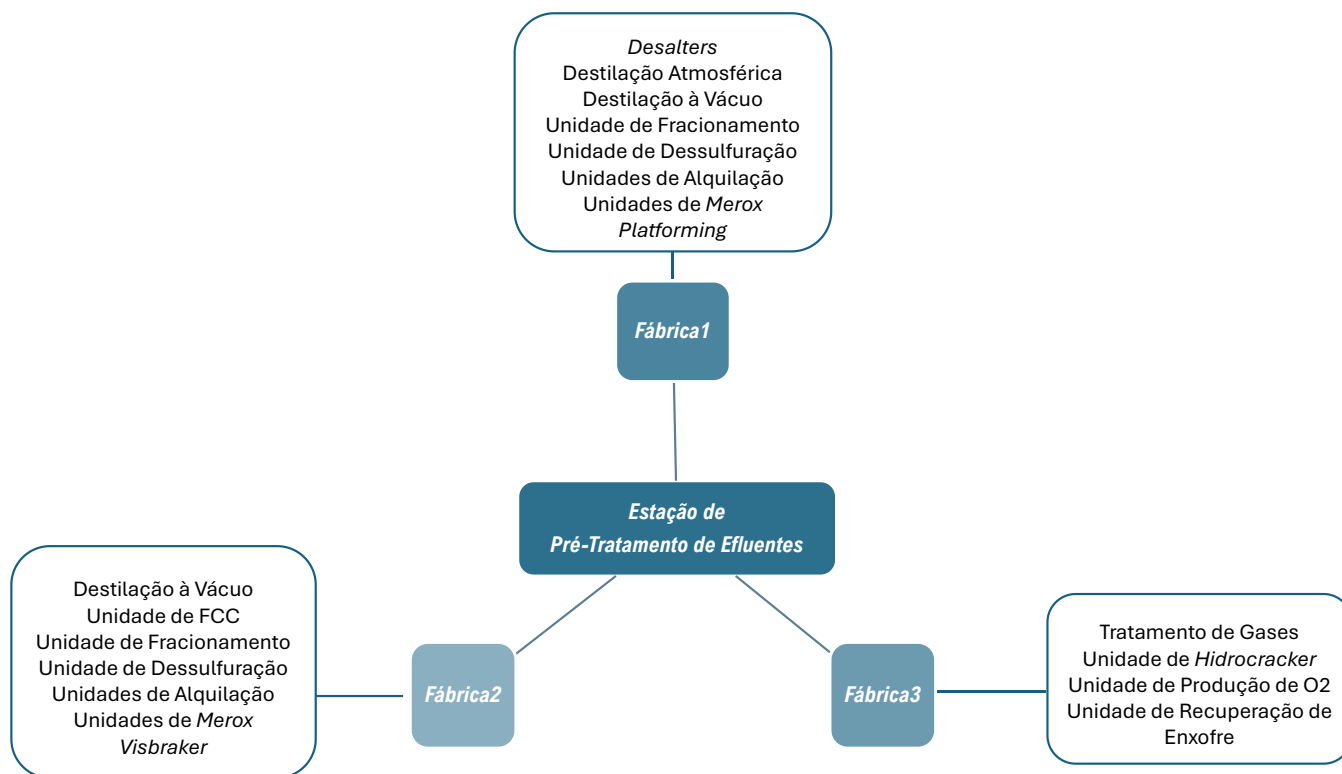 Desalters
Destilação Atmosférica
Destilação à Vácuo
Unidade de Fracionamento
Unidade de Dessulfuração
Unidades de Alquilação
Unidades de Merox
Platforming
Fábrica1
Estação de
Pré-Tratamento de Efluentes
Destilação à Vácuo
Unidade de FCC
Unidade de Fracionamento
Unidade de Dessulfuração
Unidades de Alquilação
Unidades de Merox
Visbraker
Fábrica2
Fábrica3
Tratamento de Gases
Unidade de Hidrocracker
Unidade de Produção de O2
Unidade de Recuperação de
Enxofre